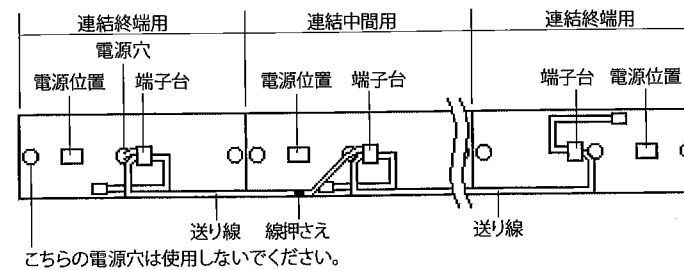 連結終端用
連結中間用
連結終端用
電源穴
電源位置
端子台
電源位置
端子台
端子台
電源位置
送り線
線押さえ
送り線
こちらの電源穴は使用しないでください。